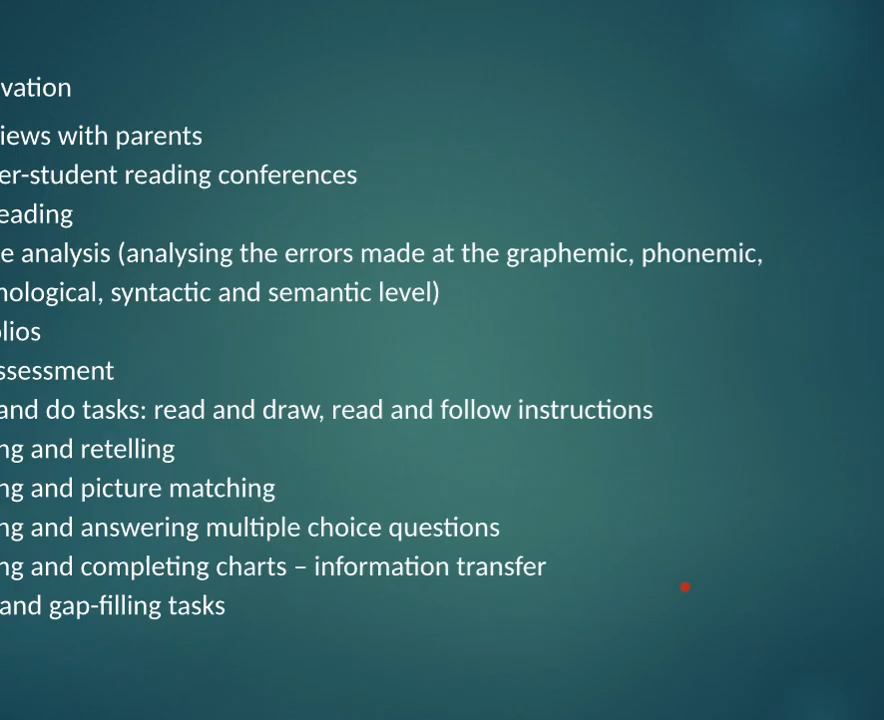 vation
iews with parents
er-student reading conferences
eading
e analysis (analysing the errors made at the graphemic, phonemic,
nological, syntactic and semantic level)
olios
ssessment
and do tasks: read and draw, read and follow instructions
ng and retelling
ng and picture matching
ng and answering multiple choice questions
ng and completing charts – information transfer
and gap-filling tasks